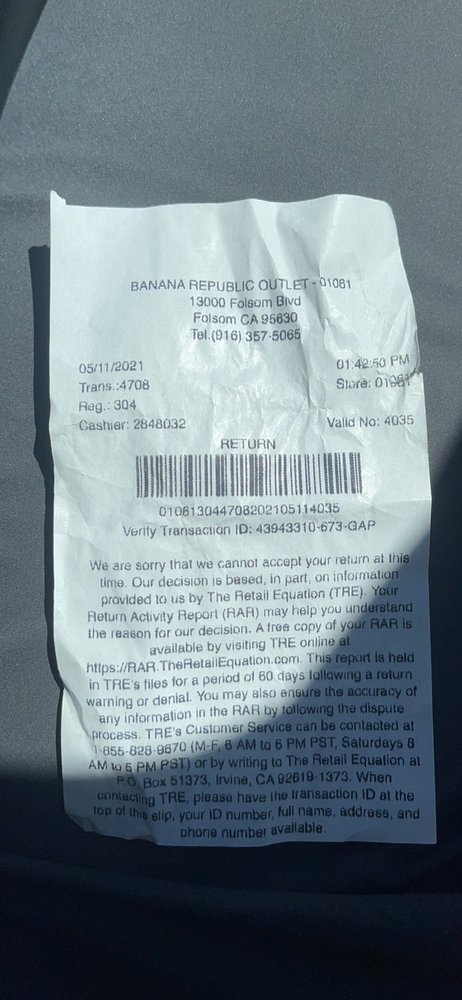 BANANA REPUBLIC OUTLET - 01061
13000 Folsom Blvd
Folsom CA 95630
Tel.(916) 357-5065
05/11/2021 01:42:50 PM
Trans.:4708 Store: 01061
Reg.: 304
Cashier: 2848032 Valid No: 4035
RETURN
010613044708202105114035
Verify Transaction ID: 43943310-673-GAP
We are sorry that we cannot accept your return at this
time. Our decision is based, in part, on information
provided to us by The Retail Equation (TRE). Your
Return Activity Report (RAR) may help you understand
the reason for our decision. A free copy of your RAR is
available by visiting TRE online at
https://RAR.TheRetailEquation.com. This report is held
in TRE's files for a period of 60 days following a return
warning or denial. You may also ensure the accuracy of
any information in the RAR by following the dispute
process. TRE's Customer Service can be contacted at
1-855-828-9670 (M-F, 6 AM to 6 PM PST, Saturdays 8
AM to 5 PM PST) or by writing to The Retail Equation at
P.O. Box 51373, Irvine, CA 92619-1373. When
contacting TRE, please have the transaction ID at the
top of this slip, your ID number, full name, address, and
phone number available.